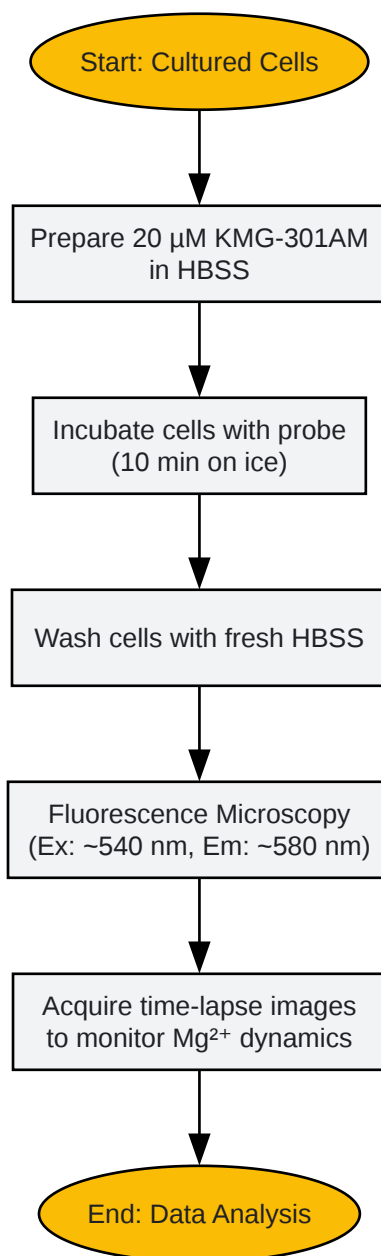 Start: Cultured Cells
Prepare 20 µM KMG-301AM
in HBSS
Incubate cells with probe
(10 min on ice)
Wash cells with fresh HBSS
Fluorescence Microscopy
(Ex: ~540 nm, Em: ~580 nm)
Acquire time-lapse images
to monitor Mg²⁺ dynamics
End: Data Analysis